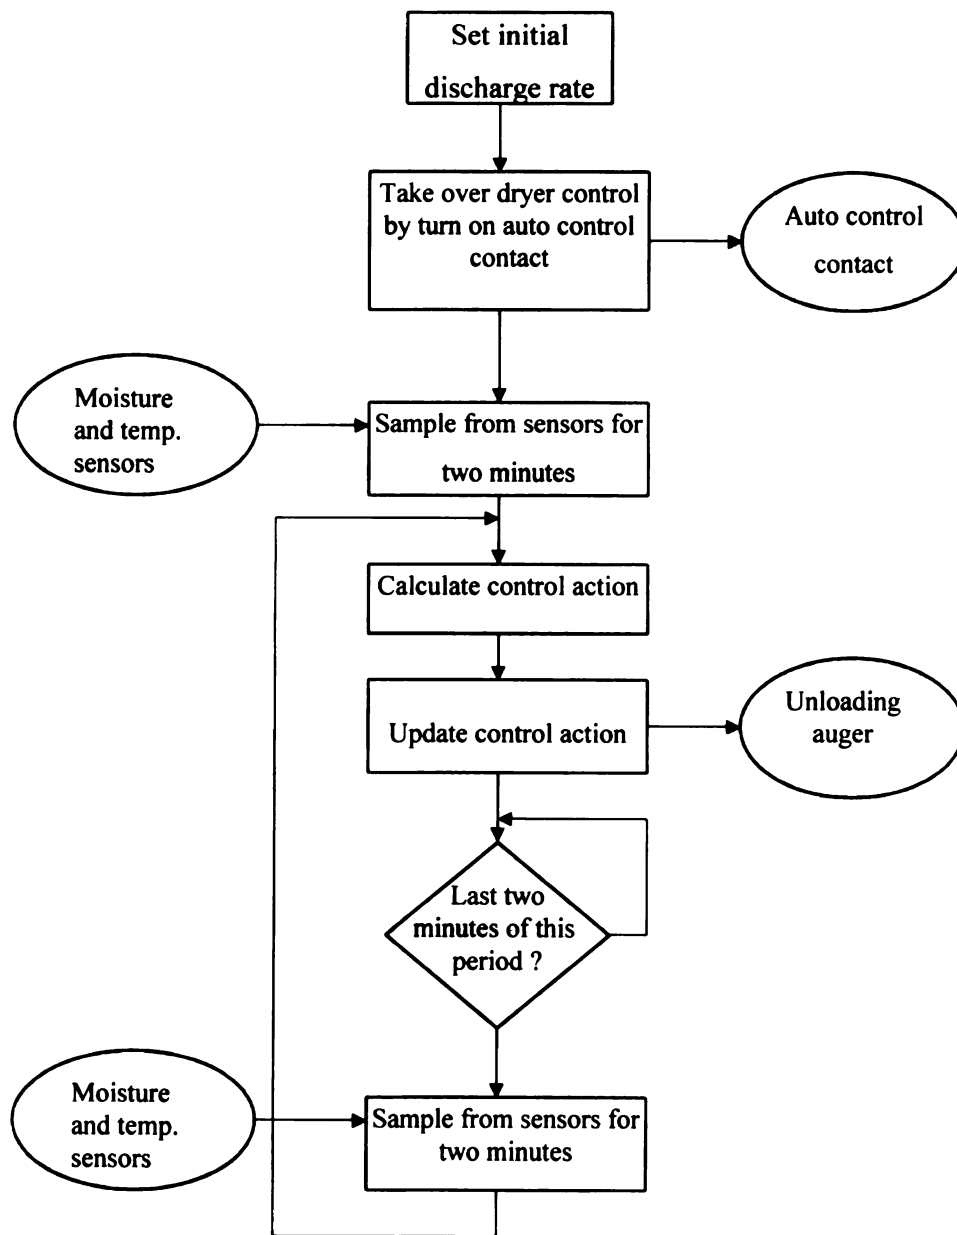 Set initial
discharge rate
Take over dryer control
by turn on auto control
contact
Auto control
contact
Moisture
and temp.
sensors
Sample from sensors for
two minutes
Calculate control action
Update control action
Unloading
auger
Last two
minutes of this
period ?
Moisture
and temp.
sensors
Sample from sensors for
two minutes